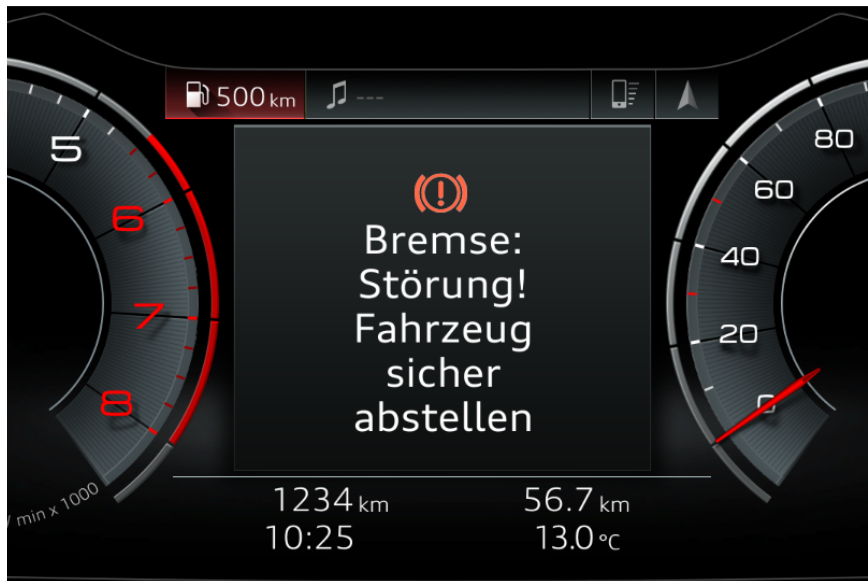 500 km
---
Bremse:
Störung!
Fahrzeug
sicher
abstellen
5
6
7
8
/ min x 1000
80
60
40
20
0
1234 km
56.7 km
10:25
13.0 °C